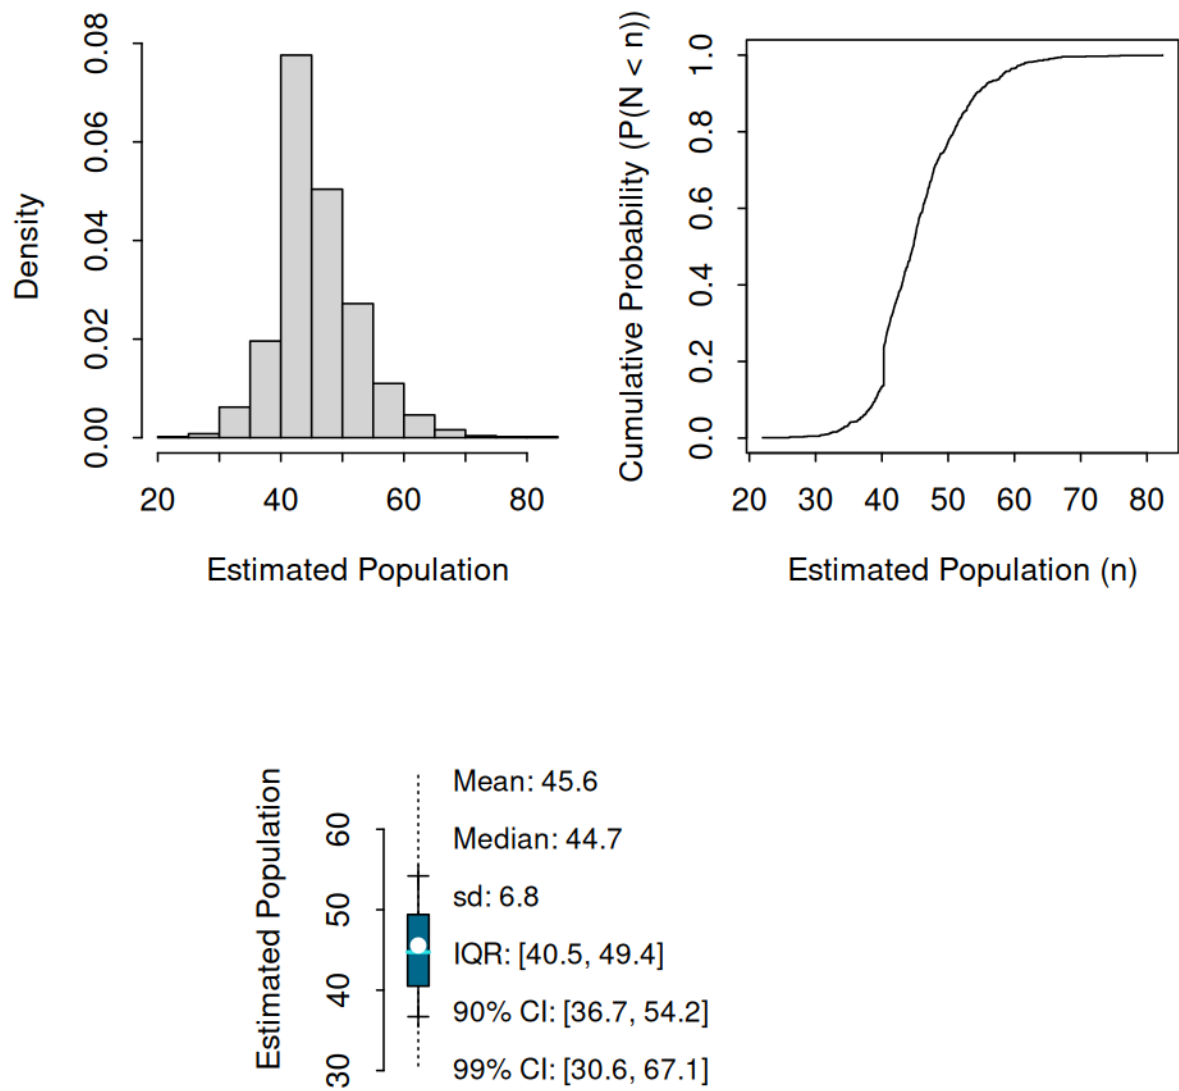 Density
0.00 0.02 0.04 0.06 0.08
20 40 60 80
Estimated Population
Cumulative Probability (P(N < n))
0.0 0.2 0.4 0.6 0.8 1.0
20 30 40 50 60 70 80
Estimated Population (n)
Estimated Population
30 40 50 60
Mean: 45.6
Median: 44.7
sd: 6.8
IQR: [40.5, 49.4]
90% CI: [36.7, 54.2]
99% CI: [30.6, 67.1]